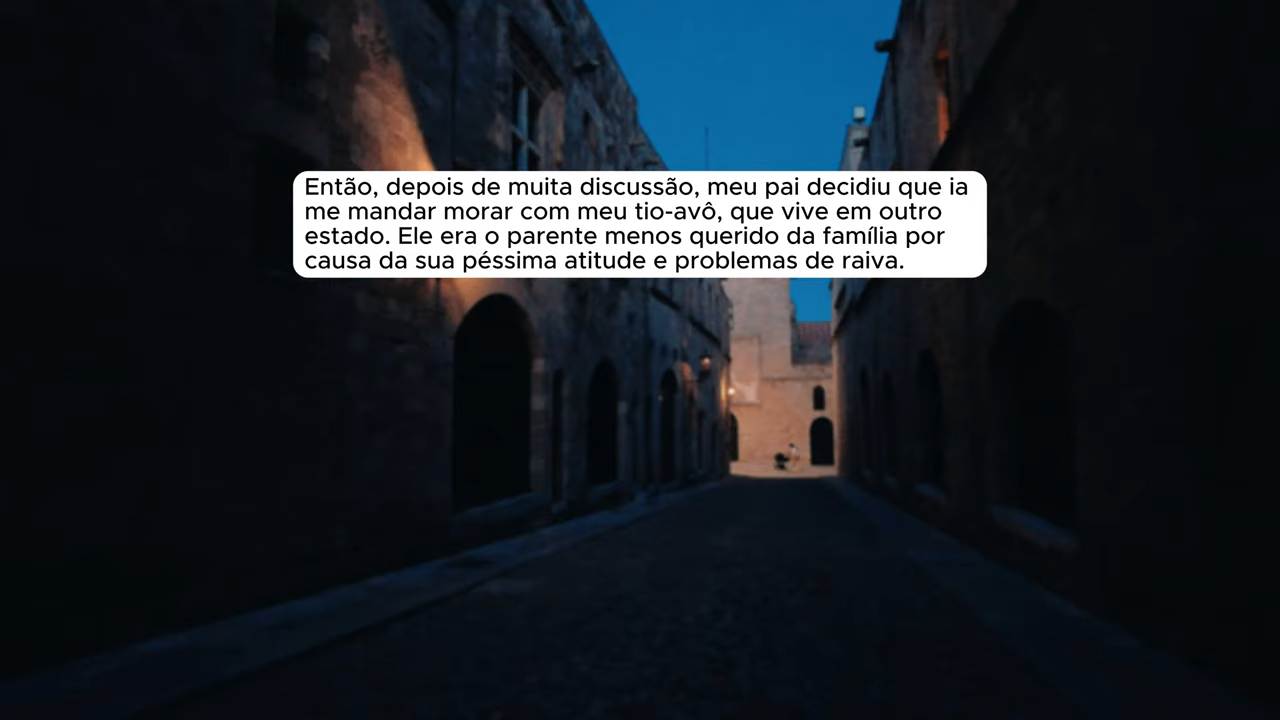 Então, depois de muita discussão, meu pai decidiu que ia
me mandar morar com meu tio-avô, que vive em outro
estado. Ele era o parente menos querido da família por
causa da sua péssima atitude e problemas de raiva.